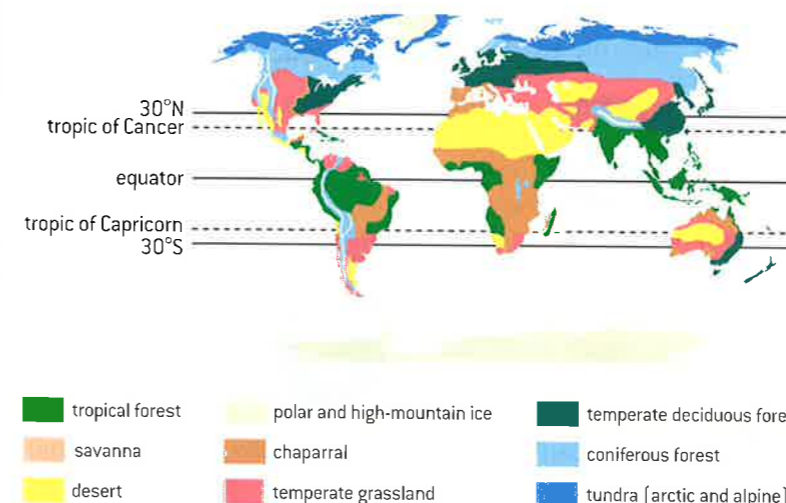 30°N
tropic of Cancer
equator
tropic of Capricorn
30°S
tropical forest
polar and high-mountain ice
temperate deciduous fore
savanna
chaparral
coniferous forest
desert
temperate grassland
tundra (arctic and alpine)